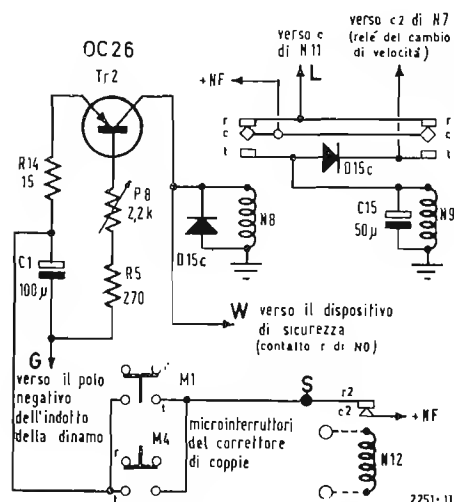 OC26
Tr2
verso c
di N11
verso c2 di N7
(relé del cambio
di velocitá)
+NF
L
r
r
c
c
t
t
R14
15
P8
2,2k
D15c
N8
D15c
C15
50µ
N9
C1
100µ
R5
270
W
verso il dispositivo
di sicurezza
(contatto r di N0)
G
verso il polo
negativo
dell'indotto
della dinamo
r
M1
t
S
r2
c2
+NF
microinterruttori
del correttore
di coppie
r
M4
t
N12
2251-11